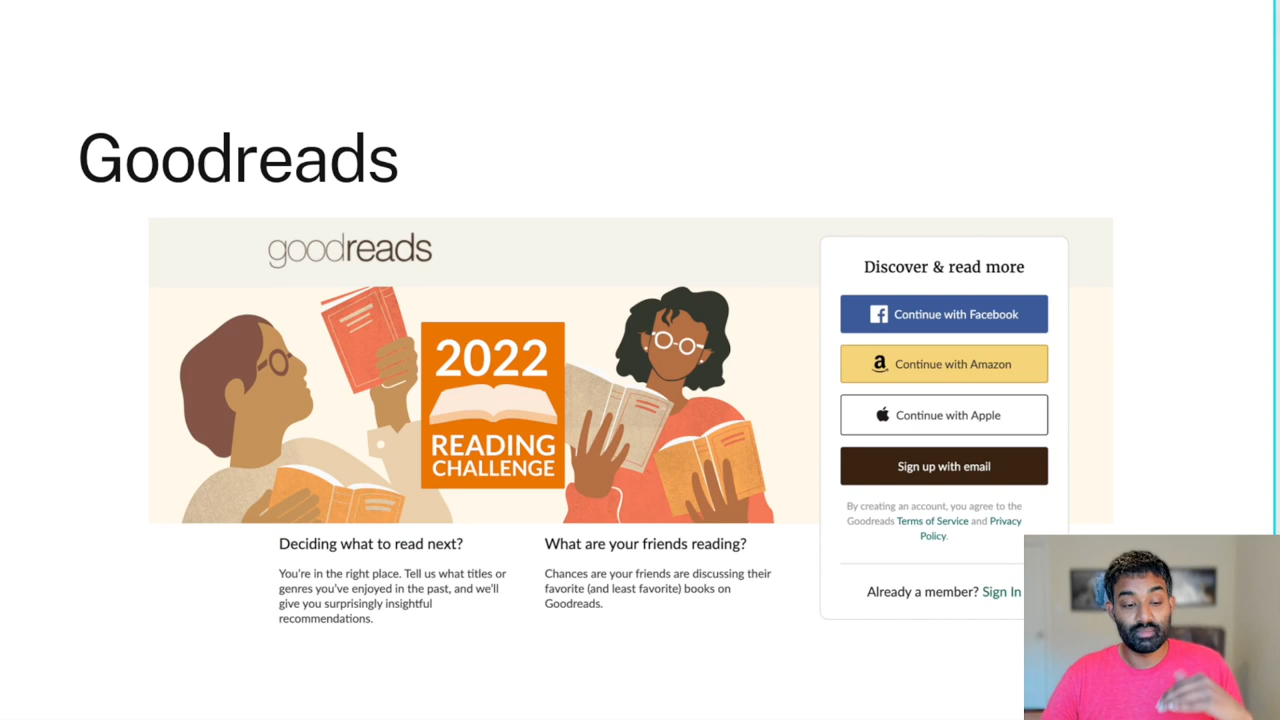 Goodreads
goodreads
2022
READING
CHALLENGE
Deciding what to read next?
You're in the right place. Tell us what titles or
genres you've enjoyed in the past, and we'll
give you surprisingly insightful
recommendations.
What are your friends reading?
Chances are your friends are discussing their
favorite (and least favorite) books on
Goodreads.
Discover & read more
Continue with Facebook
Continue with Amazon
Continue with Apple
Sign up with email
By creating an account, you agree to the
Goodreads Terms of Service and Privacy
Policy.
Already a member? Sign In